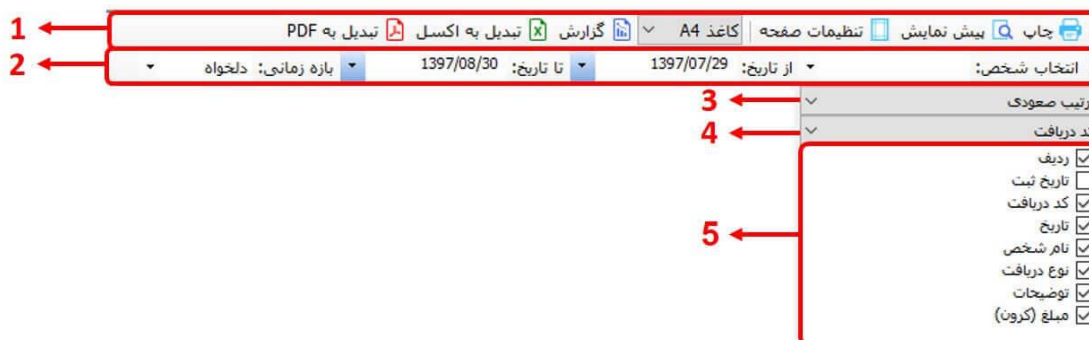 1 چاپ پیش نمایش تنظیمات صفحه کاغذ A4 گزارش تبدیل به اکسل تبدیل به PDF
2 انتخاب شخص: از تاریخ: 1397/07/29 تا تاریخ: 1397/08/30 بازه زمانی: دلخواه
3 رتیب صعودی
4 د دریافت
5
ردیف
تاریخ ثبت
کد دریافت
تاریخ
نام شخص
نوع دریافت
توضیحات
مبلغ (کرون)